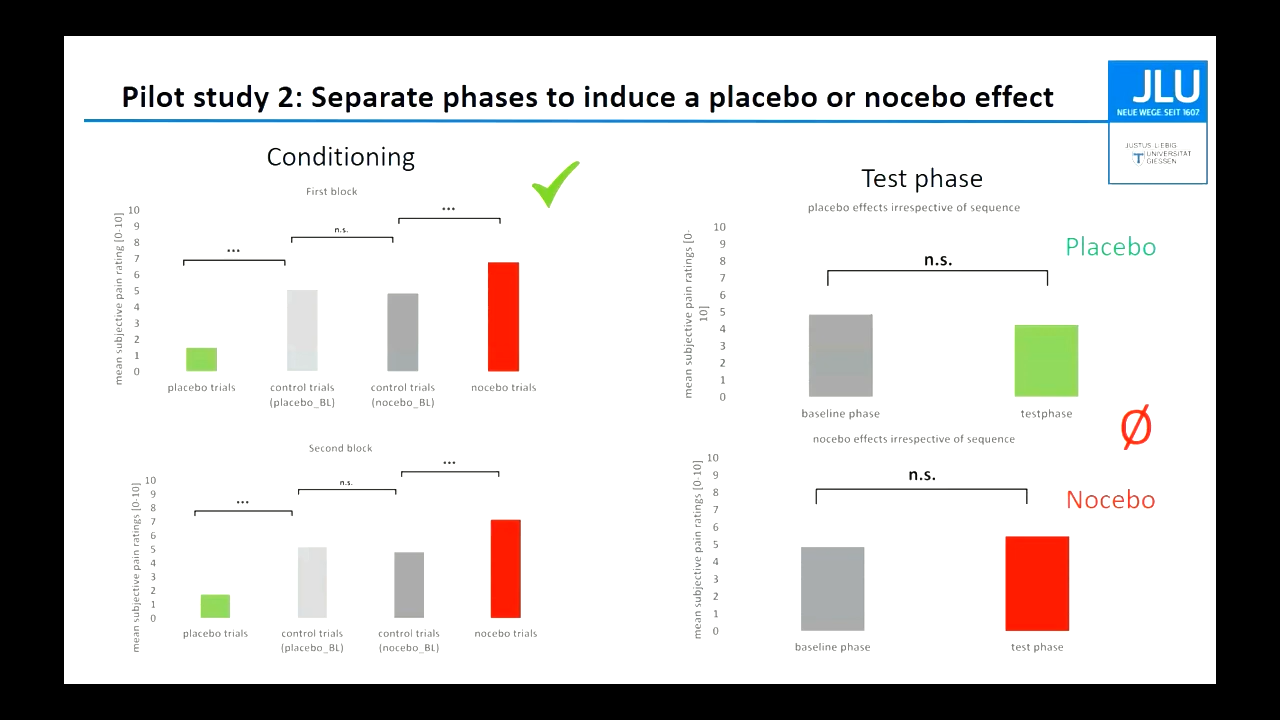 Pilot study 2: Separate phases to induce a placebo or nocebo effect
JLU
NEUE WEGE. SEIT 1607
JUSTUS-LIEBIG
UNIVERSITÄT
GIESSEN
Conditioning
First block
mean subjective pain rating [0-10]
10
9
8
7
6
5
4
3
2
1
0
***
n.s.
***
placebo trials
control trials
(placebo_BL)
control trials
(nocebo_BL)
nocebo trials
Second block
mean subjective pain rating [0-10]
10
9
8
7
6
5
4
3
2
1
0
***
n.s.
***
placebo trials
control trials
(placebo_BL)
control trials
(nocebo_BL)
nocebo trials
Test phase
placebo effects irrespective of sequence
mean subjective pain ratings [0-
10]
10
9
8
7
6
5
4
3
2
1
0
n.s.
Placebo
baseline phase
testphase
Ø
nocebo effects irrespective of sequence
mean subjective pain ratings [0-10]
10
9
8
7
6
5
4
3
2
1
0
n.s.
Nocebo
baseline phase
test phase